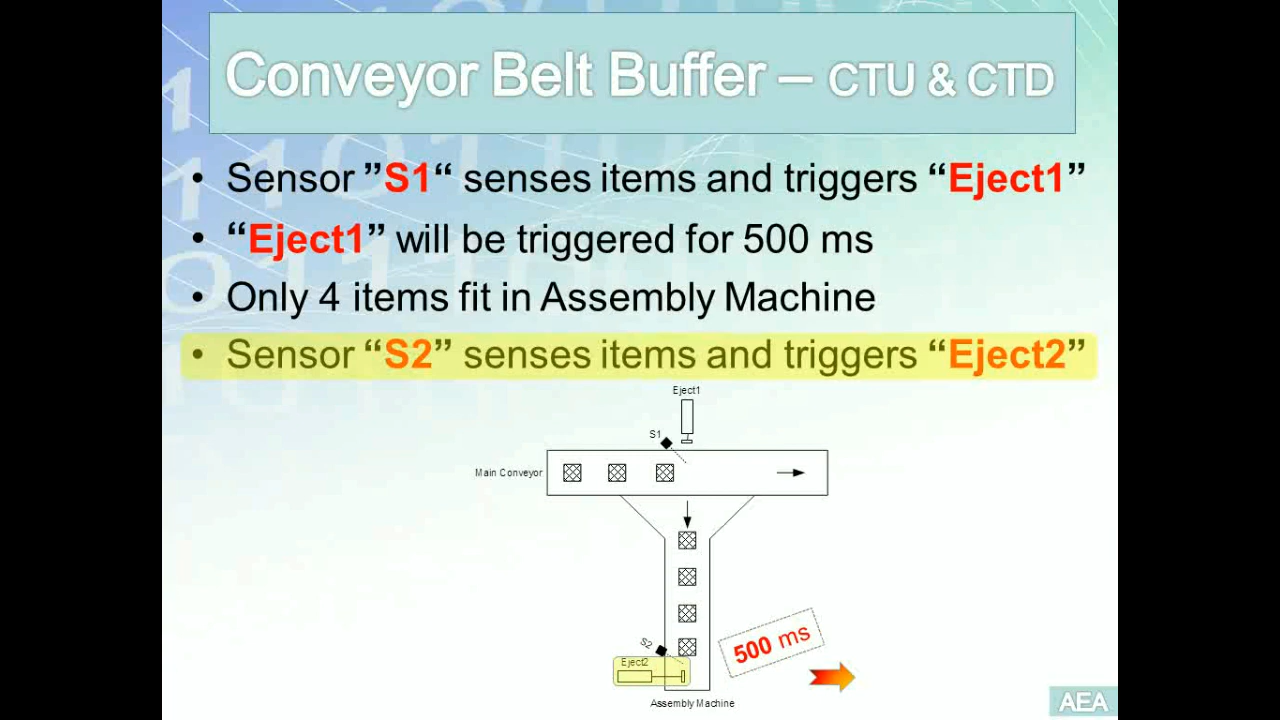 Conveyor Belt Buffer – CTU & CTD
• Sensor ”S1“ senses items and triggers “Eject1”
• “Eject1” will be triggered for 500 ms
• Only 4 items fit in Assembly Machine
• Sensor “S2” senses items and triggers “Eject2”
Eject1
S1
Main Conveyor
S2
Eject2
500 ms
Assembly Machine
AEA